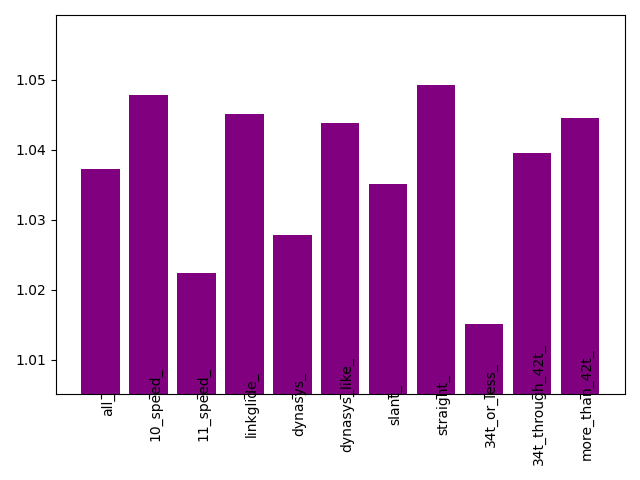 1.05
1.04
1.03
1.02
1.01
all_
10_speed_
11_speed_
linkglide_
dynasys_
dynasys_like_
slant_
straight_
34t_or_less_
34t_through_42t_
more_than_42t_